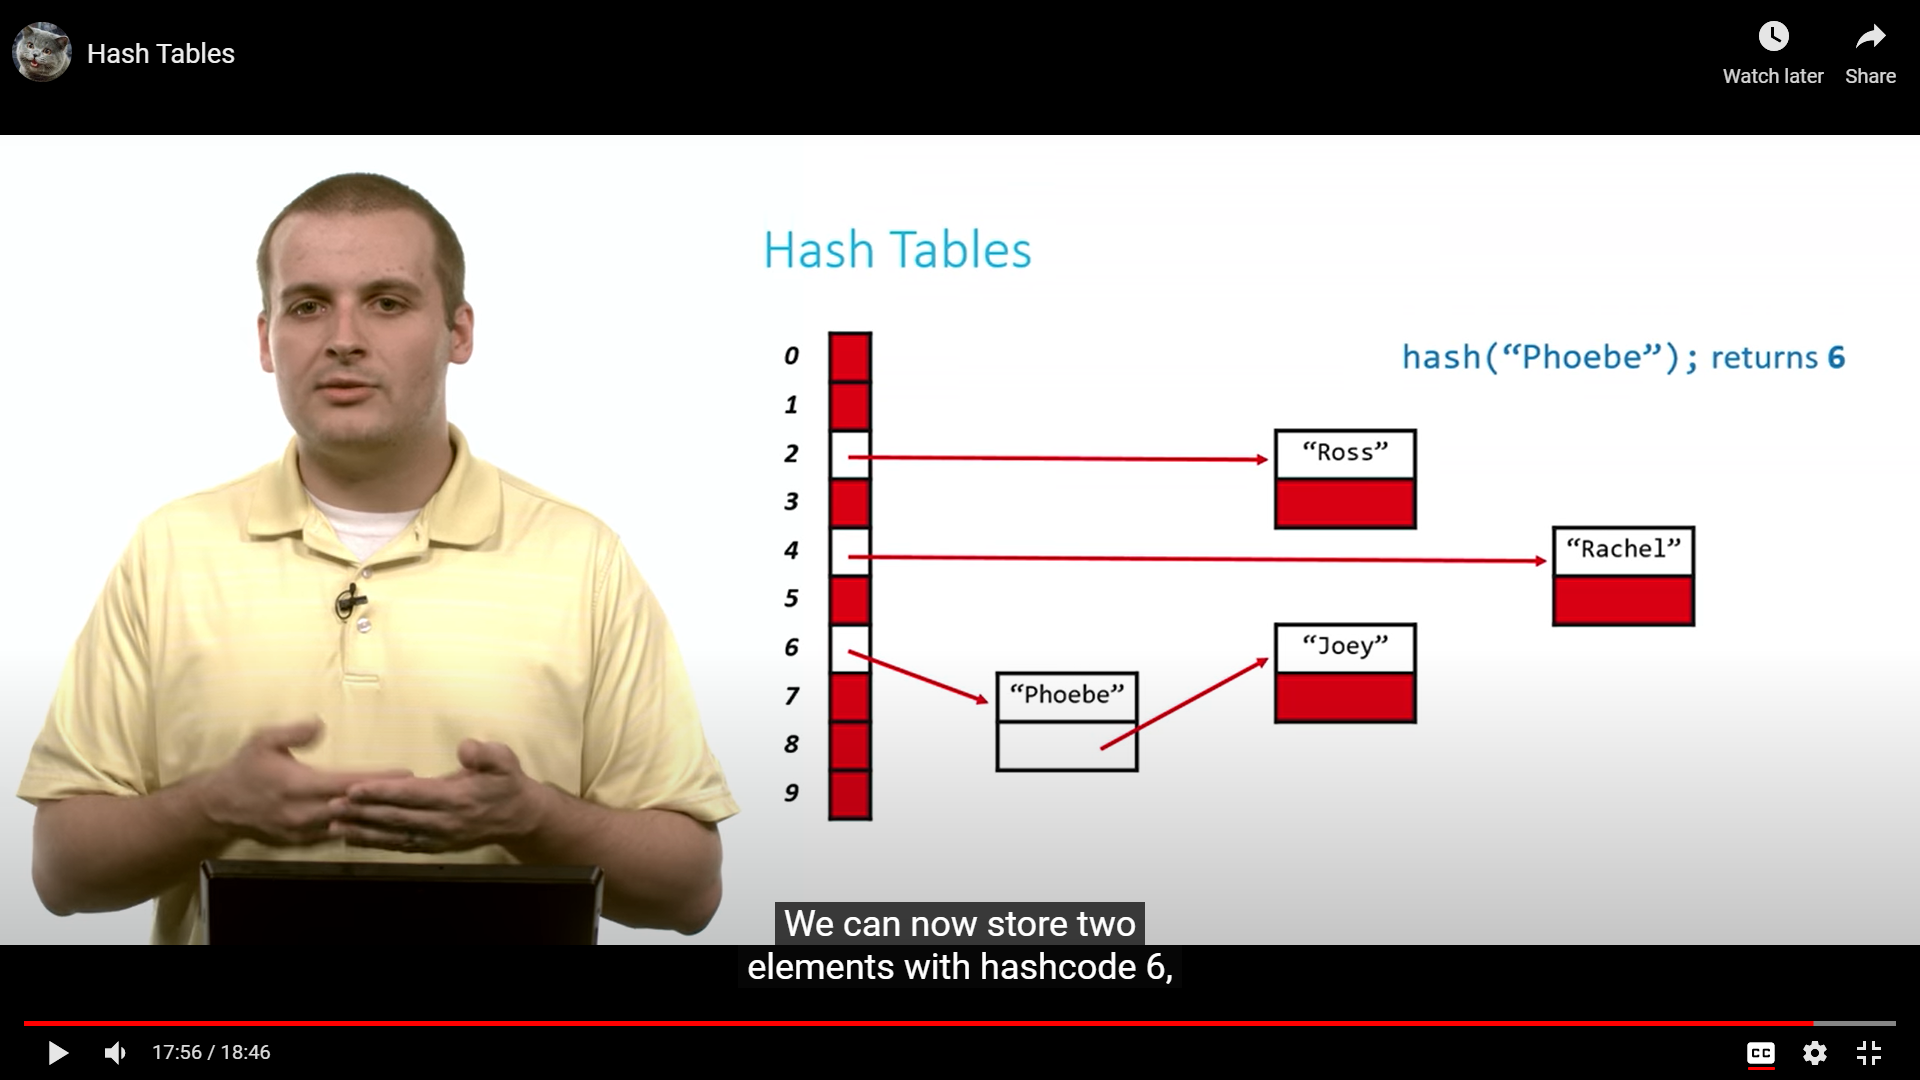 Hash Tables
Watch later
Share
Hash Tables
hash(“Phoebe”); returns 6
0
1
2
“Ross”
3
4
“Rachel”
5
6
“Joey”
7
“Phoebe”
8
9
We can now store two
elements with hashcode 6,
17:56 / 18:46
CC